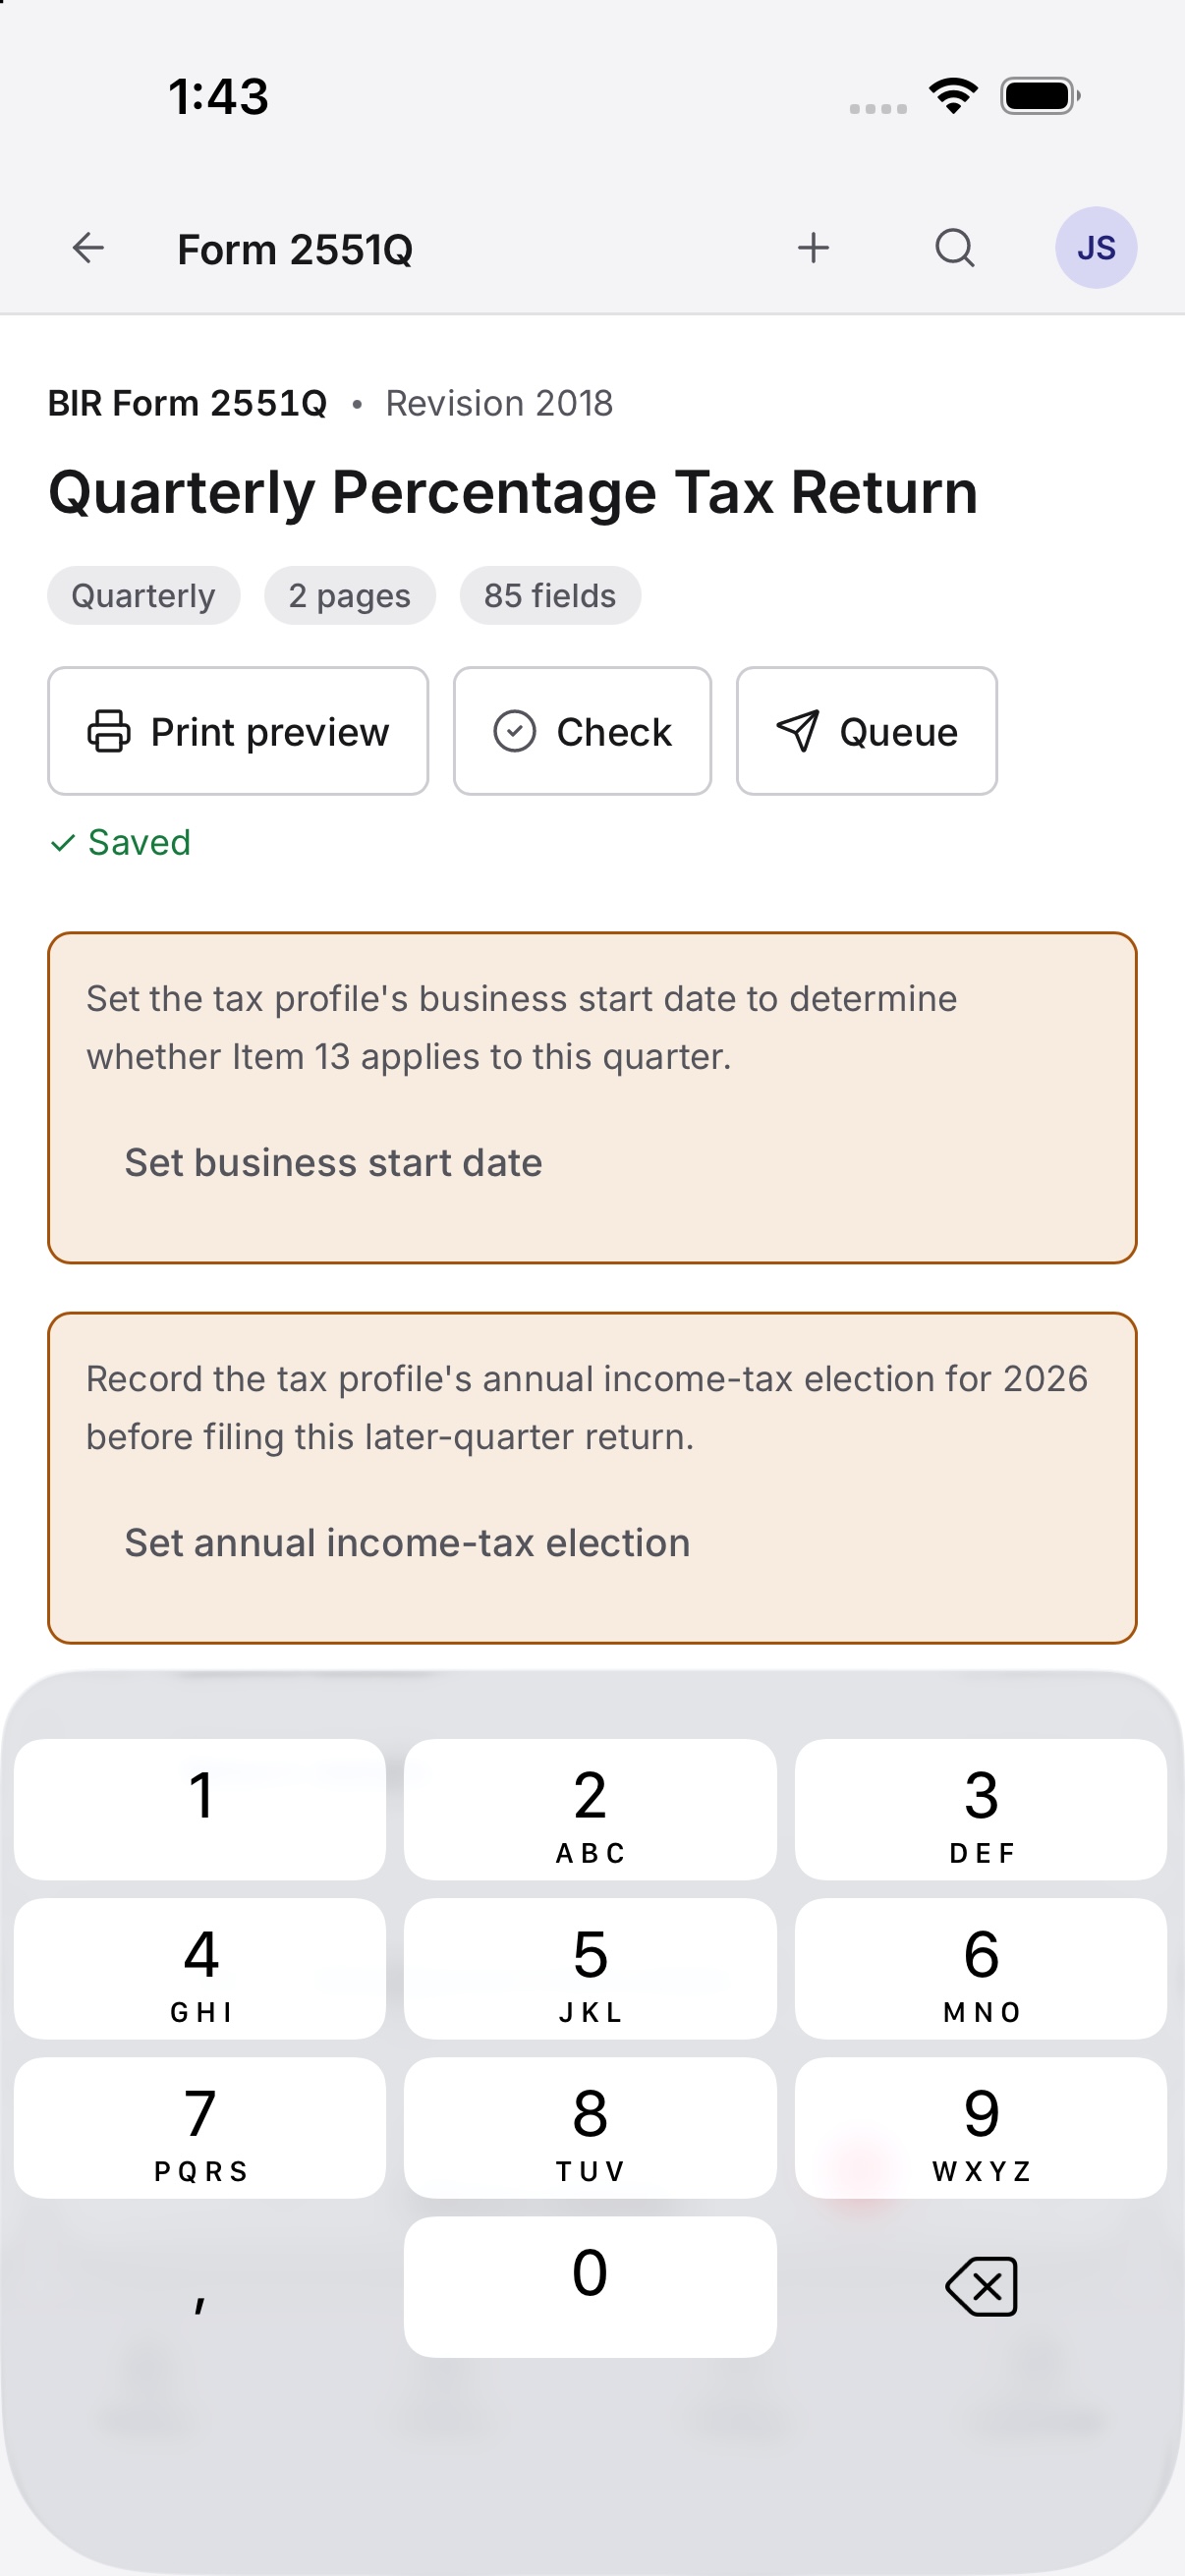 1:43
Form 2551Q
JS
BIR Form 2551Q • Revision 2018
Quarterly Percentage Tax Return
Quarterly
2 pages
85 fields
Print preview
Check
Queue
Saved
Set the tax profile's business start date to determine
whether Item 13 applies to this quarter.
Set business start date
Record the tax profile's annual income-tax election for 2026
before filing this later-quarter return.
Set annual income-tax election
1
2
ABC
3
DEF
4
GHI
5
JKL
6
MNO
7
PQRS
8
TUV
9
WXYZ
,
0